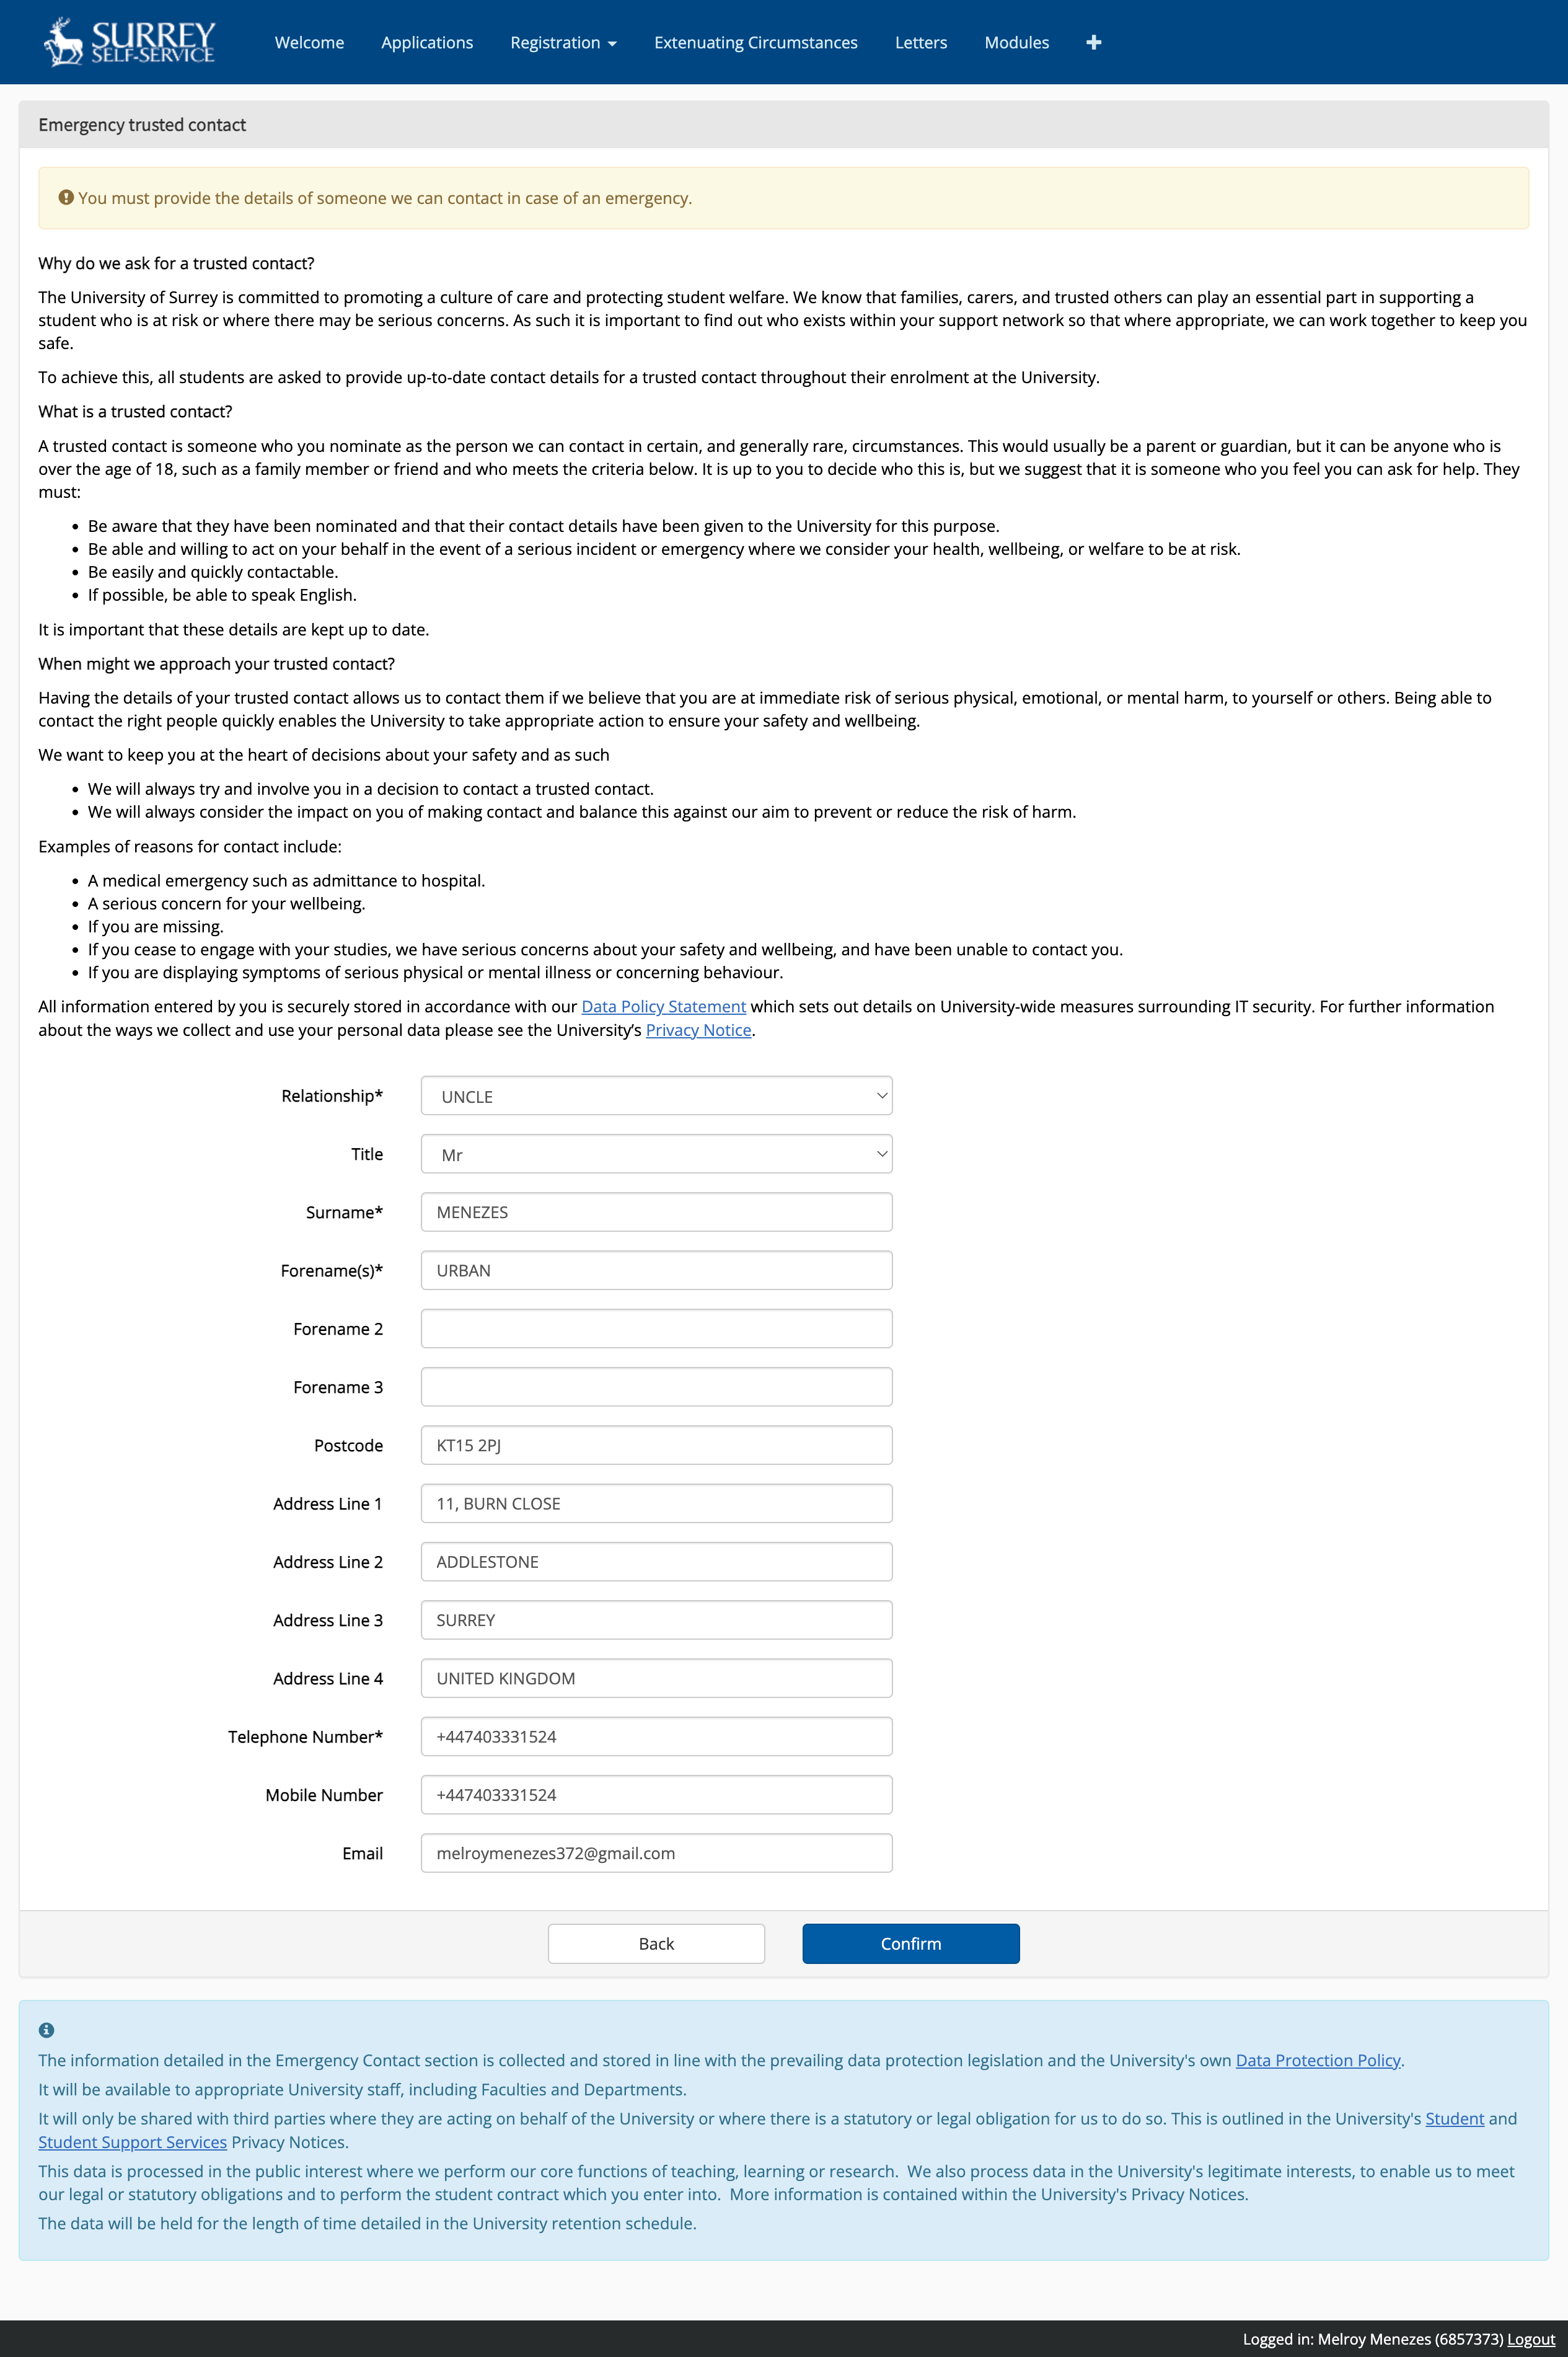 SURREY
SELF-SERVICE
Welcome
Applications
Registration
Extenuating Circumstances
Letters
Modules
Emergency trusted contact
You must provide the details of someone we can contact in case of an emergency.
Why do we ask for a trusted contact?
The University of Surrey is committed to promoting a culture of care and protecting student welfare. We know that families, carers, and trusted others can play an essential part in supporting a
student who is at risk or where there may be serious concerns. As such it is important to find out who exists within your support network so that where appropriate, we can work together to keep you
safe.
To achieve this, all students are asked to provide up-to-date contact details for a trusted contact throughout their enrolment at the University.
What is a trusted contact?
A trusted contact is someone who you nominate as the person we can contact in certain, and generally rare, circumstances. This would usually be a parent or guardian, but it can be anyone who is
over the age of 18, such as a family member or friend and who meets the criteria below. It is up to you to decide who this is, but we suggest that it is someone who you feel you can ask for help. They
must:
• Be aware that they have been nominated and that their contact details have been given to the University for this purpose.
• Be able and willing to act on your behalf in the event of a serious incident or emergency where we consider your health, wellbeing, or welfare to be at risk.
• Be easily and quickly contactable.
• If possible, be able to speak English.
It is important that these details are kept up to date.
When might we approach your trusted contact?
Having the details of your trusted contact allows us to contact them if we believe that you are at immediate risk of serious physical, emotional, or mental harm, to yourself or others. Being able to
contact the right people quickly enables the University to take appropriate action to ensure your safety and wellbeing.
We want to keep you at the heart of decisions about your safety and as such
• We will always try and involve you in a decision to contact a trusted contact.
• We will always consider the impact on you of making contact and balance this against our aim to prevent or reduce the risk of harm.
Examples of reasons for contact include:
• A medical emergency such as admittance to hospital.
• A serious concern for your wellbeing.
• If you are missing.
• If you cease to engage with your studies, we have serious concerns about your safety and wellbeing, and have been unable to contact you.
• If you are displaying symptoms of serious physical or mental illness or concerning behaviour.
All information entered by you is securely stored in accordance with our Data Policy Statement which sets out details on University-wide measures surrounding IT security. For further information
about the ways we collect and use your personal data please see the University's Privacy Notice.
Relationship* UNCLE
Title Mr
Surname* MENEZES
Forename(s)* URBAN
Forename 2
Forename 3
Postcode KT15 2PJ
Address Line 1 11, BURN CLOSE
Address Line 2 ADDLESTONE
Address Line 3 SURREY
Address Line 4 UNITED KINGDOM
Telephone Number* +447403331524
Mobile Number +447403331524
Email melroymenezes372@gmail.com
Back
Confirm
The information detailed in the Emergency Contact section is collected and stored in line with the prevailing data protection legislation and the University's own Data Protection Policy.
It will be available to appropriate University staff, including Faculties and Departments.
It will only be shared with third parties where they are acting on behalf of the University or where there is a statutory or legal obligation for us to do so. This is outlined in the University's Student and
Student Support Services Privacy Notices.
This data is processed in the public interest where we perform our core functions of teaching, learning or research. We also process data in the University's legitimate interests, to enable us to meet
our legal or statutory obligations and to perform the student contract which you enter into. More information is contained within the University's Privacy Notices.
The data will be held for the length of time detailed in the University retention schedule.
Logged in: Melroy Menezes (6857373) Logout